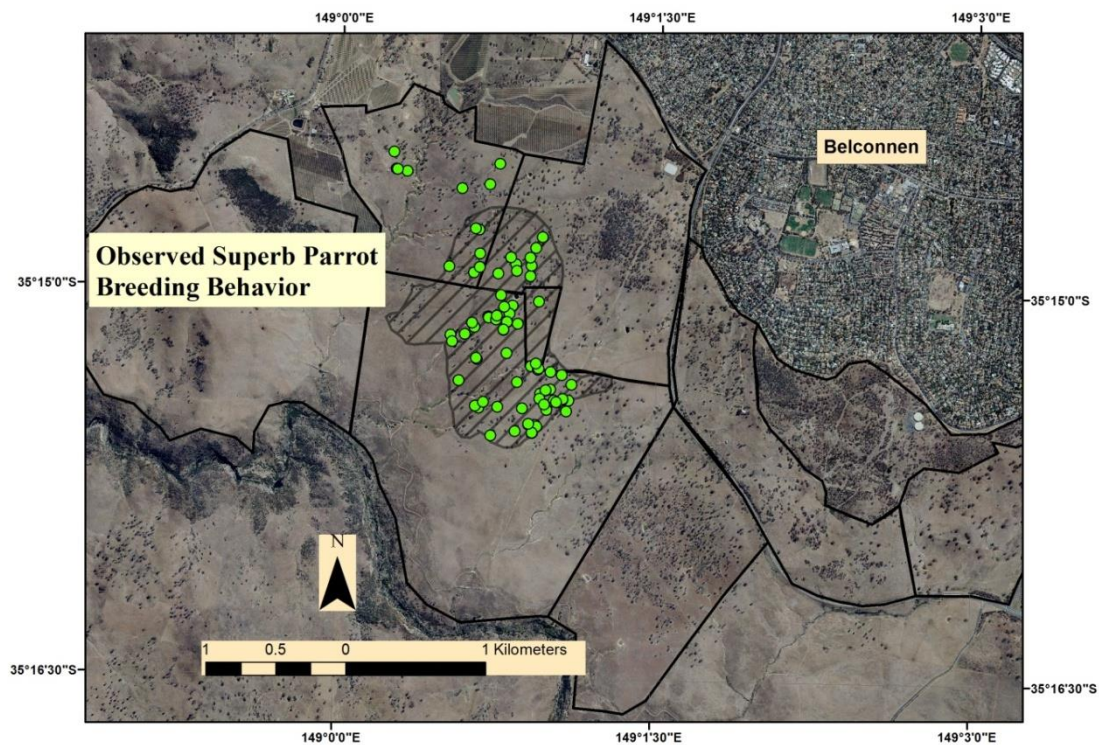 149°0'0"E 149°1'30"E 149°3'0"E
Belconnen
Observed Superb Parrot
Breeding Behavior
35°15'0"S 35°15'0"S
N
1 0.5 0 1 Kilometers
35°16'30"S 35°16'30"S
149°0'0"E 149°1'30"E 149°3'0"E